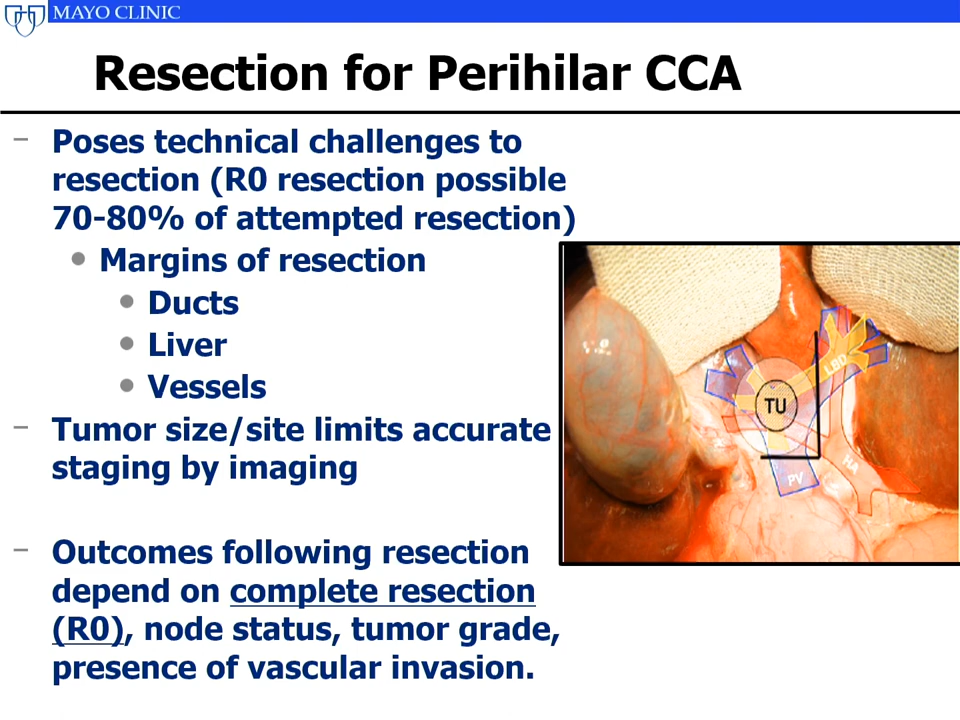 MAYO CLINIC
Resection for Perihilar CCA
– Poses technical challenges to
resection (R0 resection possible
70-80% of attempted resection)
• Margins of resection
• Ducts
• Liver
• Vessels
– Tumor size/site limits accurate
staging by imaging
– Outcomes following resection
depend on complete resection
(R0), node status, tumor grade,
presence of vascular invasion.
LBD
TU
HA
PV